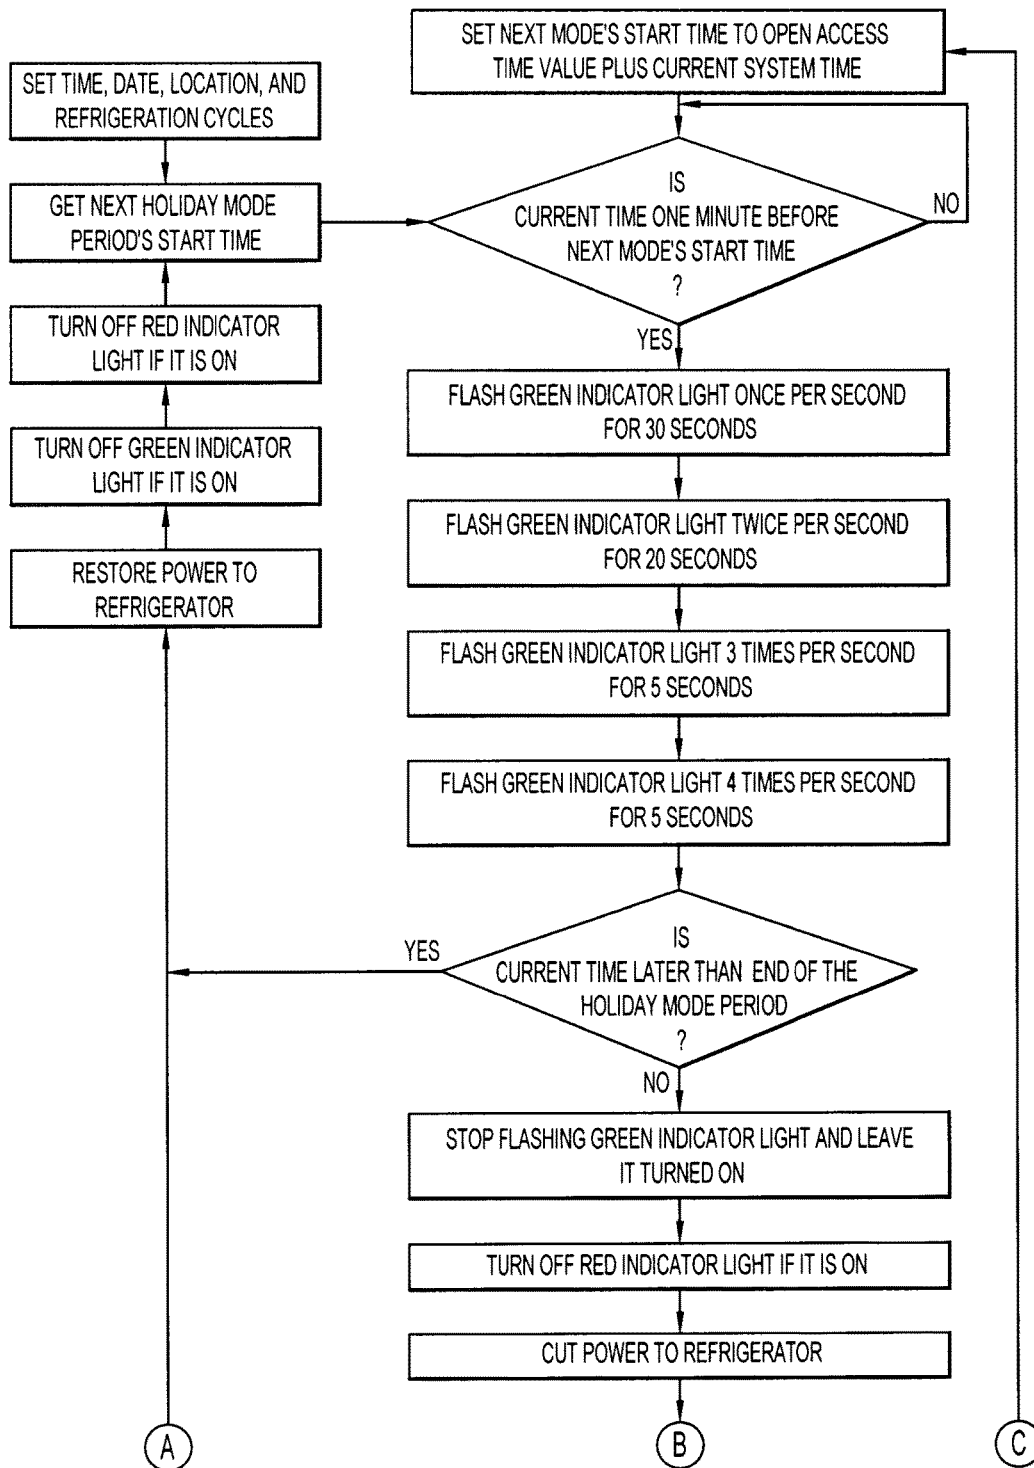 SET TIME, DATE, LOCATION, AND
REFRIGERATION CYCLES
GET NEXT HOLIDAY MODE
PERIOD'S START TIME
TURN OFF RED INDICATOR
LIGHT IF IT IS ON
TURN OFF GREEN INDICATOR
LIGHT IF IT IS ON
RESTORE POWER TO
REFRIGERATOR
SET NEXT MODE'S START TIME TO OPEN ACCESS
TIME VALUE PLUS CURRENT SYSTEM TIME
IS
CURRENT TIME ONE MINUTE BEFORE
NEXT MODE'S START TIME
?
NO
YES
FLASH GREEN INDICATOR LIGHT ONCE PER SECOND
FOR 30 SECONDS
FLASH GREEN INDICATOR LIGHT TWICE PER SECOND
FOR 20 SECONDS
FLASH GREEN INDICATOR LIGHT 3 TIMES PER SECOND
FOR 5 SECONDS
FLASH GREEN INDICATOR LIGHT 4 TIMES PER SECOND
FOR 5 SECONDS
IS
CURRENT TIME LATER THAN END OF THE
HOLIDAY MODE PERIOD
?
YES
NO
STOP FLASHING GREEN INDICATOR LIGHT AND LEAVE
IT TURNED ON
TURN OFF RED INDICATOR LIGHT IF IT IS ON
CUT POWER TO REFRIGERATOR
A
B
C